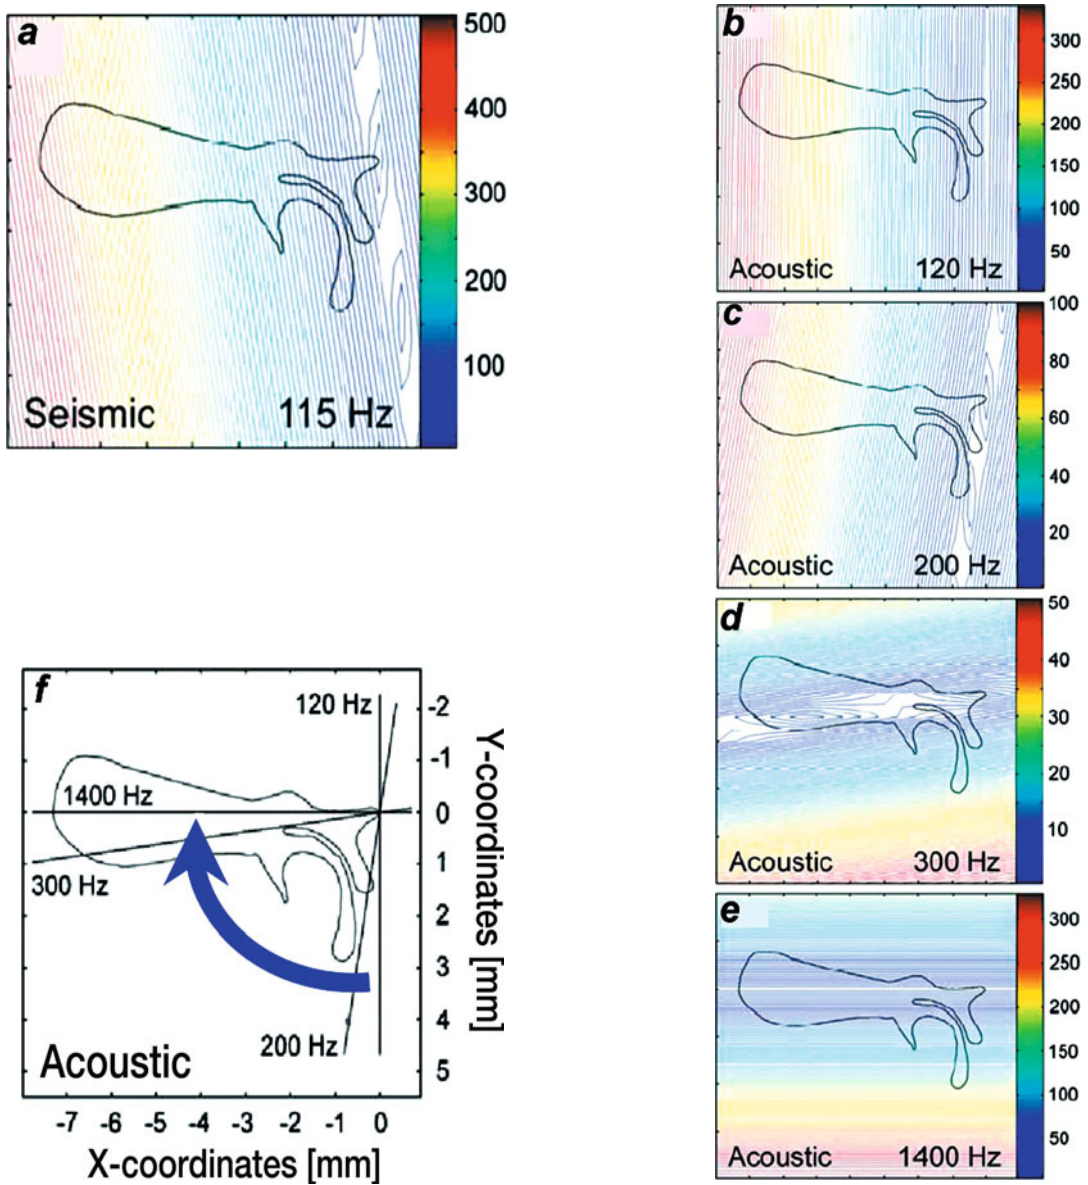 a
500
400
300
200
100
Seismic 115 Hz
b
300
250
200
150
100
50
Acoustic 120 Hz
c
100
80
60
40
20
Acoustic 200 Hz
d
50
40
30
20
10
Acoustic 300 Hz
e
300
250
200
150
100
50
Acoustic 1400 Hz
f
120 Hz
1400 Hz
300 Hz
200 Hz
Acoustic
-2
-1
0
1
2
3
4
5
Y-coordinates [mm]
-7 -6 -5 -4 -3 -2 -1 0
X-coordinates [mm]